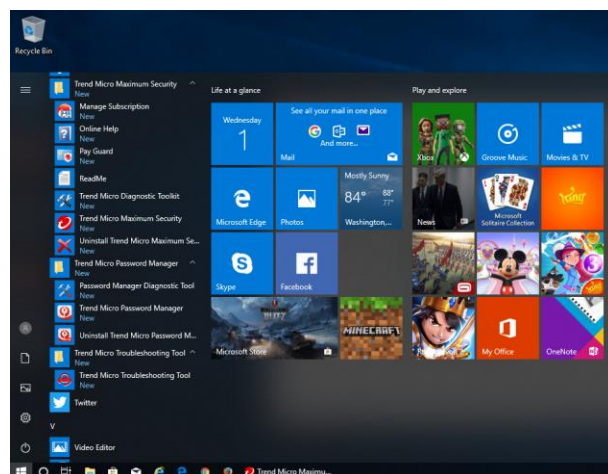 Recycle Bin
Trend Micro Maximum Security
New
Manage Subscription
New
Online Help
New
Pay Guard
New
ReadMe
Trend Micro Diagnostic Toolkit
New
Trend Micro Maximum Security
New
Uninstall Trend Micro Maximum Se...
New
Trend Micro Password Manager
New
Password Manager Diagnostic Tool
New
Trend Micro Password Manager
New
Uninstall Trend Micro Password M...
Trend Micro Troubleshooting Tool
New
Trend Micro Troubleshooting Tool
New
Twitter
V
Video Editor
Life at a glance
Wednesday
1
See all your mail in one place
And more...
Mail
Microsoft Edge
Photos
Mostly Sunny
84°
88°
77°
Washington,...
Skype
Facebook
Microsoft Store
MINECRAFT
Play and explore
Xbox
Groove Music
Movies & TV
News
Microsoft
Solitaire Collection
King
My Office
OneNote
Trend Micro Maximu...